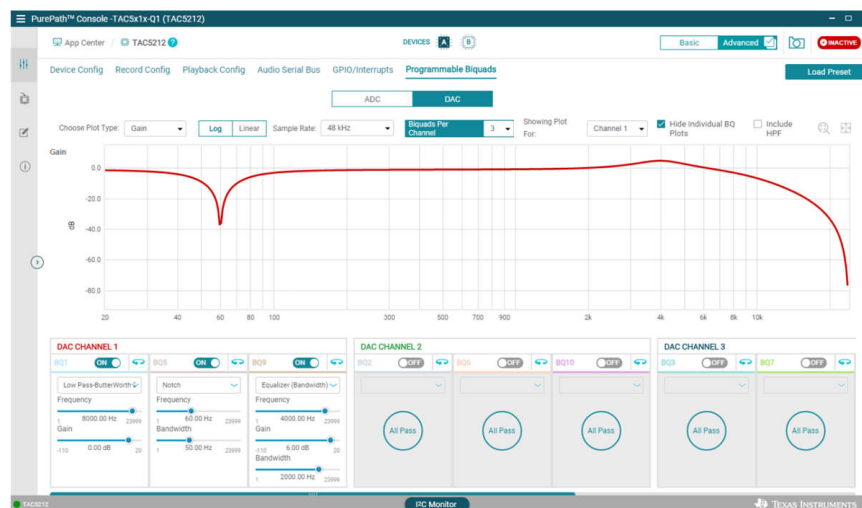 PurePath™ Console -TAC5x1x-Q1 (TAC5212)
App Center / TAC5212 ? DEVICES A B Basic Advanced INACTIVE
Device Config Record Config Playback Config Audio Serial Bus GPIO/Interrupts Programmable Biquads Load Preset
ADC DAC
Choose Plot Type: Gain Log Linear Sample Rate: 48 kHz Biquads Per Channel 3 Showing Plot For: Channel 1 Hide Individual BQ Plots Include HPF
Gain
0.0
-20.0
dB
-40.0
-60.0
-80.0
20 40 60 80 100 300 500 700 900 2k 4k 6k 8k 10k
DAC CHANNEL 1 DAC CHANNEL 2 DAC CHANNEL 3
BQ1 ON BQ5 ON BQ9 ON BQ2 OFF BQ6 OFF BQ10 OFF BQ3 OFF BQ7 OFF
Low Pass-ButterWorth Notch Equalizer (Bandwidth)
Frequency Frequency Frequency
1 8000.00 Hz 23999 1 60.00 Hz 23999 1 4000.00 Hz 23999
Gain Bandwidth Gain
-110 0.00 dB 20 1 50.00 Hz 23999 -110 6.00 dB 20
All Pass All Pass All Pass All Pass All Pass
Bandwidth
1 2000.00 Hz 23999
TAC5212 I²C Monitor TEXAS INSTRUMENTS